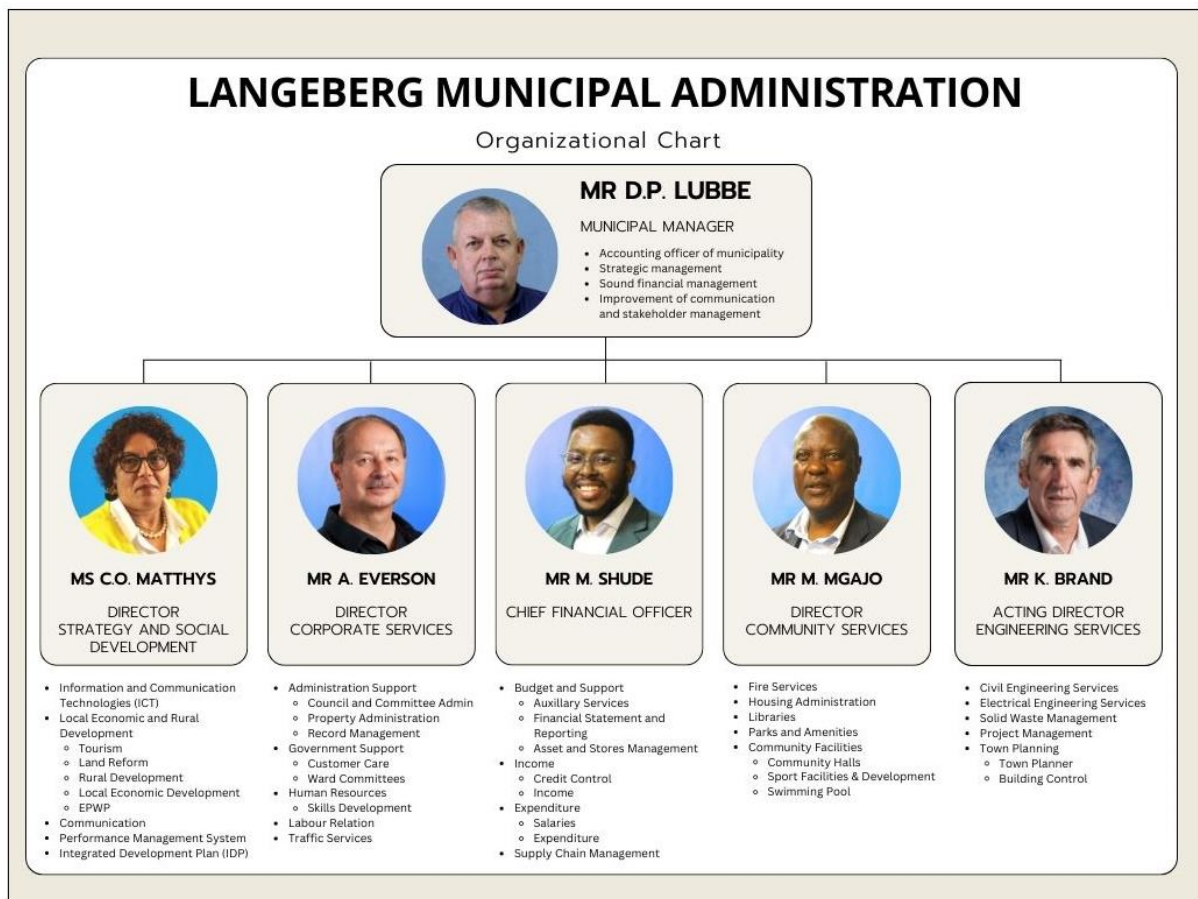 LANGEBERG MUNICIPAL ADMINISTRATION
Organizational Chart
MR D.P. LUBBE
MUNICIPAL MANAGER
• Accounting officer of municipality
• Strategic management
• Sound financial management
• Improvement of communication
and stakeholder management
MS C.O. MATTHYS
DIRECTOR
STRATEGY AND SOCIAL
DEVELOPMENT
• Information and Communication
Technologies (ICT)
• Local Economic and Rural
Development
◦ Tourism
◦ Land Reform
◦ Rural Development
◦ Local Economic Development
◦ EPWP
• Communication
• Performance Management System
• Integrated Development Plan (IDP)
MR A. EVERSON
DIRECTOR
CORPORATE SERVICES
• Administration Support
◦ Council and Committee Admin
◦ Property Administration
◦ Record Management
• Government Support
◦ Customer Care
◦ Ward Committees
• Human Resources
◦ Skills Development
• Labour Relation
• Traffic Services
MR M. SHUDE
CHIEF FINANCIAL OFFICER
• Budget and Support
◦ Auxillary Services
◦ Financial Statement and
Reporting
◦ Asset and Stores Management
• Income
◦ Credit Control
◦ Income
• Expenditure
◦ Salaries
◦ Expenditure
• Supply Chain Management
MR M. MGAJO
DIRECTOR
COMMUNITY SERVICES
• Fire Services
• Housing Administration
• Libraries
• Parks and Amenities
• Community Facilities
◦ Community Halls
◦ Sport Facilities & Development
◦ Swimming Pool
MR K. BRAND
ACTING DIRECTOR
ENGINEERING SERVICES
• Civil Engineering Services
• Electrical Engineering Services
• Solid Waste Management
• Project Management
• Town Planning
◦ Town Planner
◦ Building Control